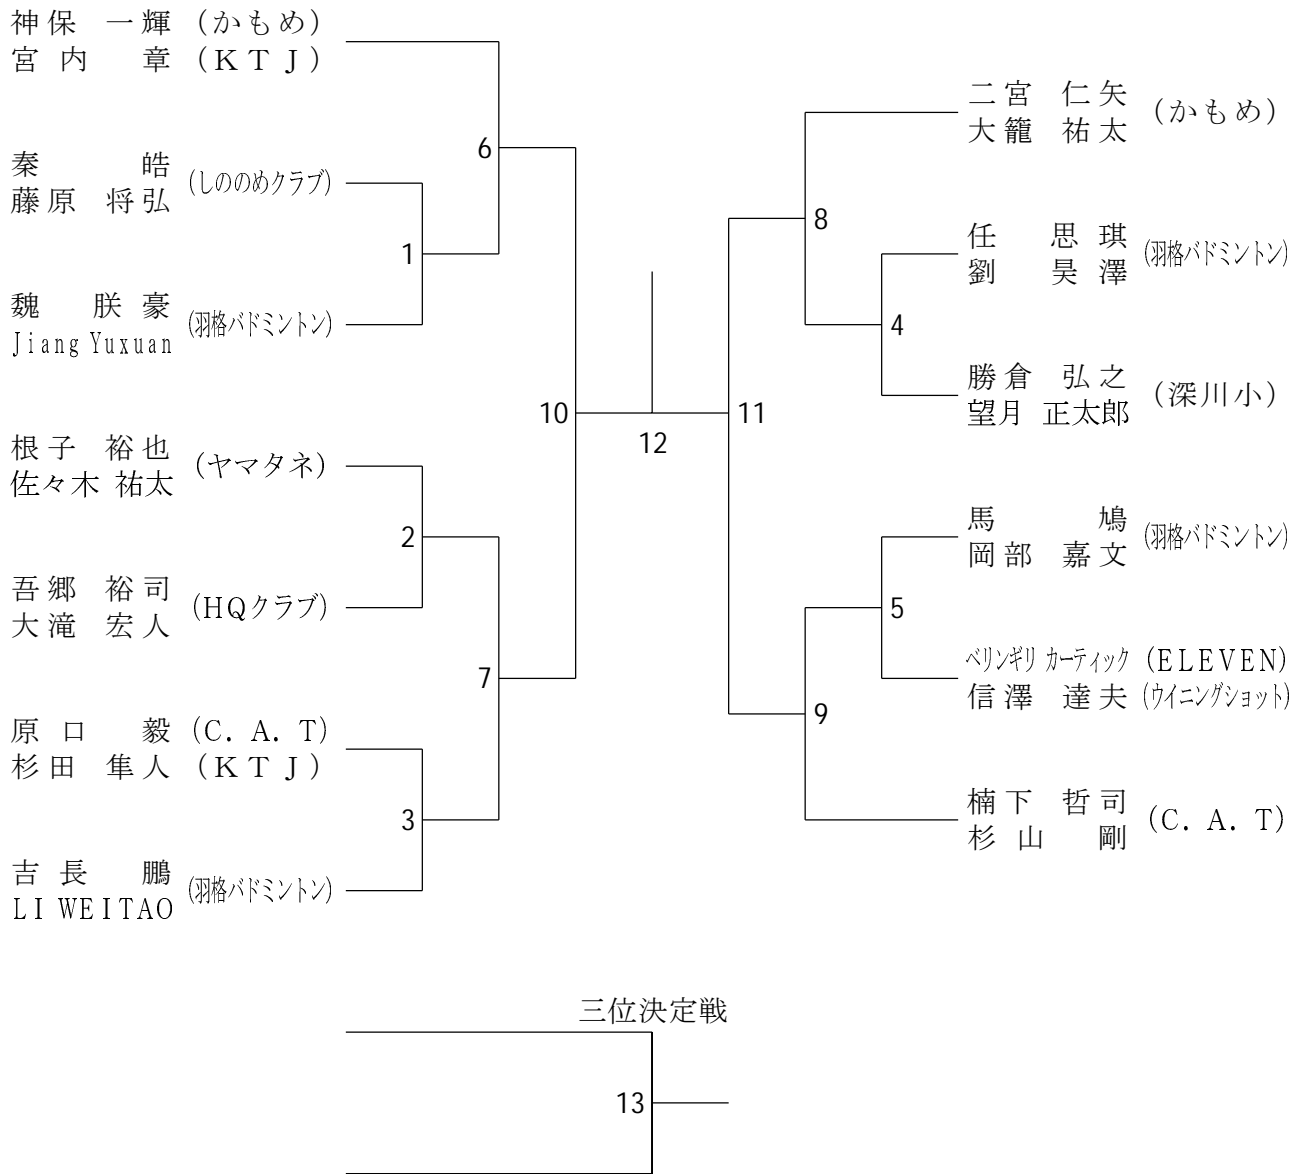 神保 一輝 (かもめ)
宮内 章 (KTJ)
秦 皓 (しののめクラブ)
藤原 将弘
魏 朕豪 (羽格バドミントン)
Jiang Yuxuan
根子 裕也 (ヤマタネ)
佐々木 祐太
吾郷 裕司 (HQクラブ)
大滝 宏人
原口 毅 (C. A. T)
杉田 隼人 (KTJ)
吉長 鵬 (羽格バドミントン)
LI WEITAO
6
1
10
2
7
3
12
二宮 仁矢 (かもめ)
大籠 祐太
8
任 思琪 (羽格バドミントン)
劉 昊澤
4
勝倉 弘之 (深川小)
望月 正太郎
11
馬 鳩 (羽格バドミントン)
岡部 嘉文
5
ベリンギリ カーティック (ELEVEN)
信澤 達夫 (ウイニングショット)
9
楠下 哲司 (C. A. T)
杉山 剛
三位決定戦
13